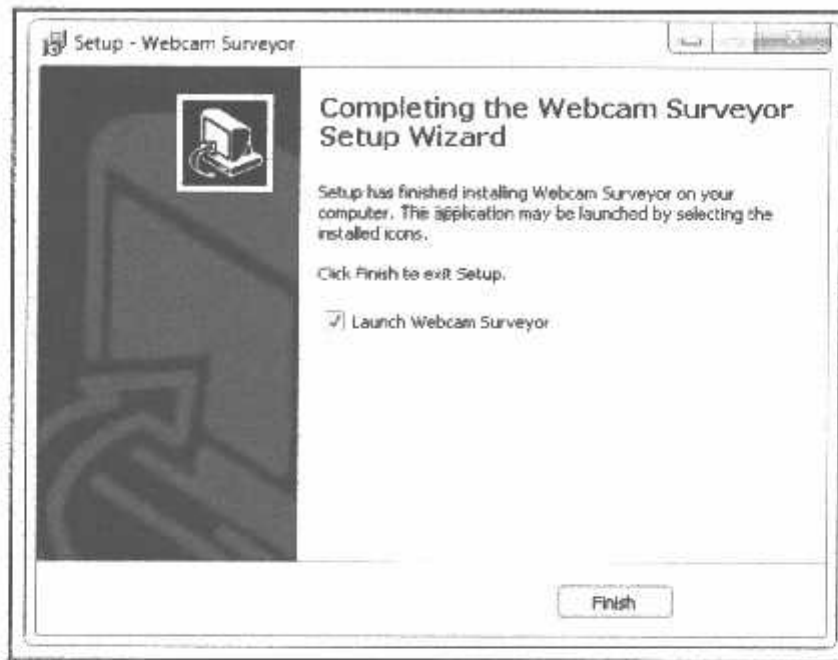 Setup - Webcam Surveyor
Completing the Webcam Surveyor
Setup Wizard
Setup has finished installing Webcam Surveyor on your
computer. The application may be launched by selecting the
installed icons.
Click Finish to exit Setup.
Launch Webcam Surveyor
Finish